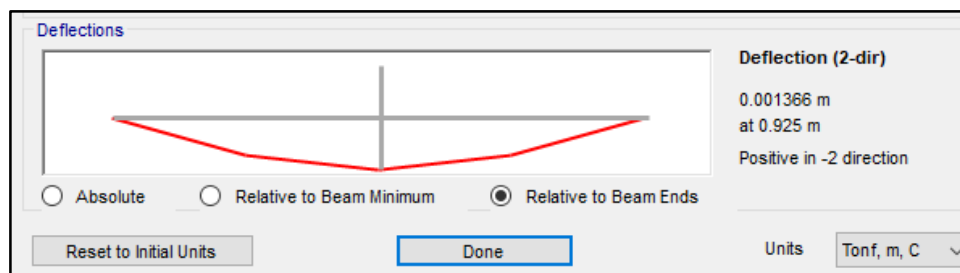 Deflections
Deflection (2-dir)
0.001366 m
at 0.925 m
Positive in -2 direction
Absolute
Relative to Beam Minimum
Relative to Beam Ends
Reset to Initial Units
Done
Units
Tonf, m, C